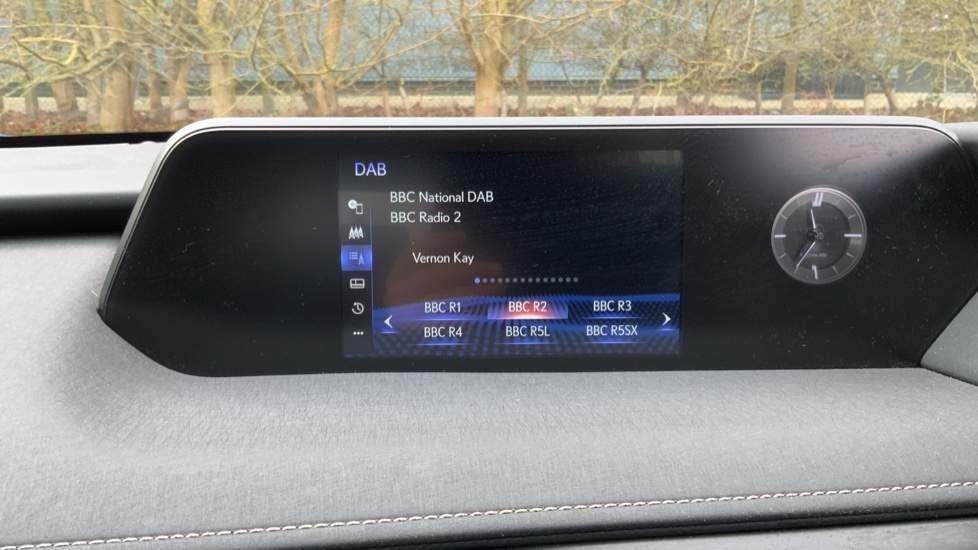 DAB
BBC National DAB
BBC Radio 2
Vernon Kay
BBC R1 BBC R2 BBC R3
BBC R4 BBC R5L BBC R5SX
LEXUS